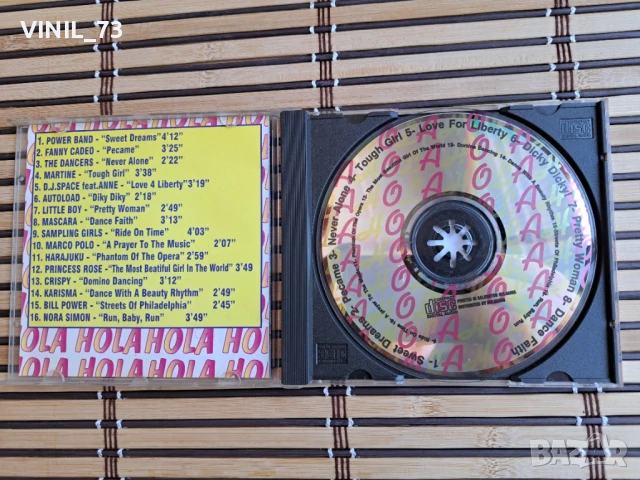 VINIL_73
HOLA HOLA HOLA
1. POWER BAND - "Sweet Dreams" 4'12"
2. FANNY CADEO - "Pecame" 3'25"
3. THE DANCERS - "Never Alone" 2'22"
4. MARTINE - "Tough Girl" 3'38"
5. D.J.SPACE feat.ANNE - "Love 4 Liberty" 3'19"
6. AUTOLOAD - "Diky Diky" 2'18"
7. LITTLE BOY - "Pretty Woman" 2'49"
8. MASCARA - "Dance Faith" 3'13"
9. SAMPLING GIRLS - "Ride On Time" 4'03"
10. MARCO POLO - "A Prayer To The Music" 2'07"
11. HARAJUKU - "Phantom Of The Opera" 2'59"
12. PRINCESS ROSE - "The Most Beatiful Girl In The World" 3'49
13. CRISPY - "Domino Dancing" 3'12"
14. KARISMA - "Dance With A Beauty Rhythm" 2'49"
15. BILL POWER - "Streets Of Philadelphia" 2'45"
16. NORA SIMON - "Run, Baby, Run" 3'49"
OLA HOLA HOLA HO
1- Sweet Dreams 2- Pecame 3- Never Alone 4- Tough Girl 5- Love For Liberty 6- Dicky Dicky 7- Pretty Woman 8- Dance Faith
BAZAR